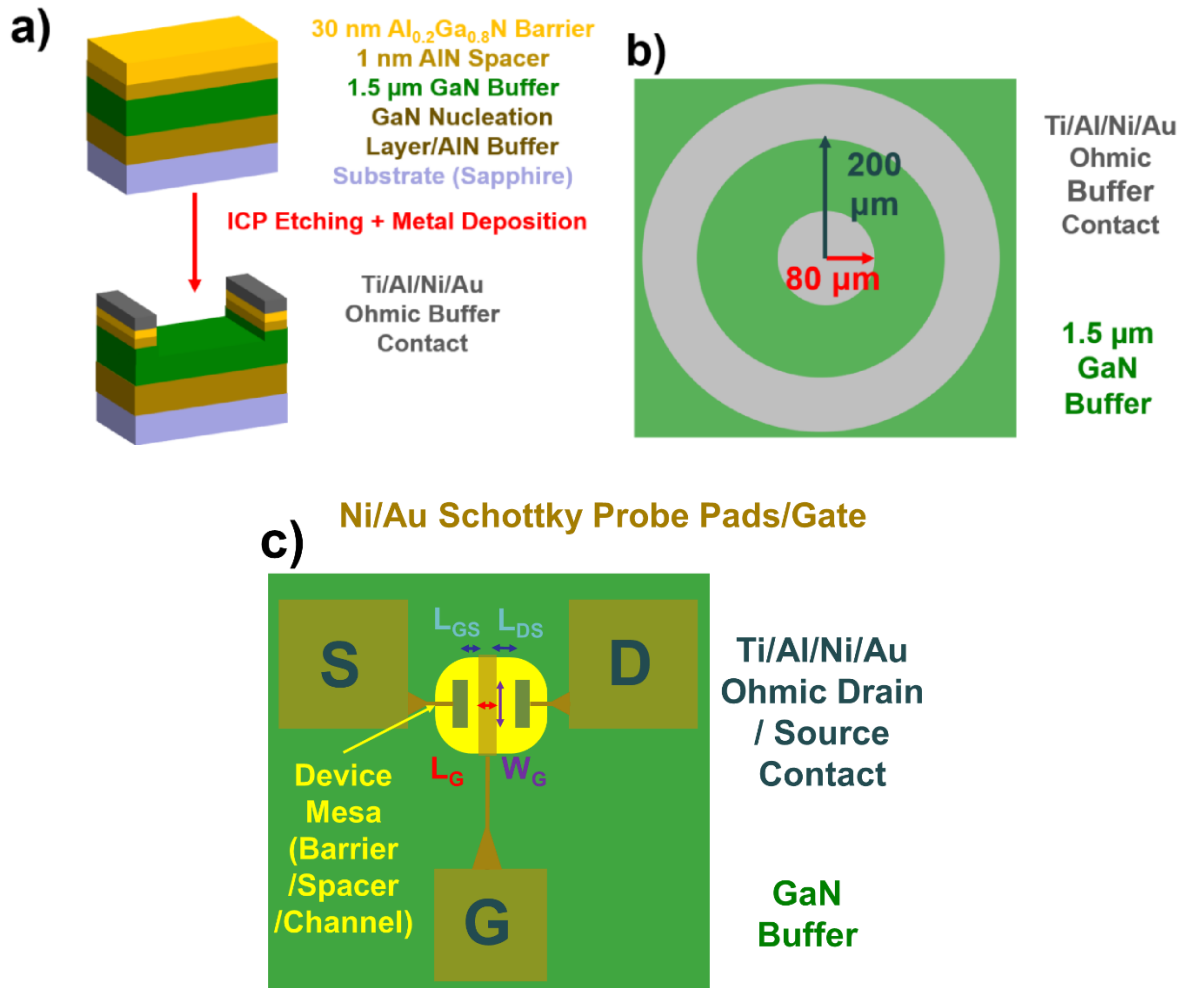 a)
30 nm Al0.2Ga0.8N Barrier
1 nm AlN Spacer
1.5 µm GaN Buffer
GaN Nucleation
Layer/AlN Buffer
Substrate (Sapphire)
ICP Etching + Metal Deposition
Ti/Al/Ni/Au
Ohmic Buffer
Contact
b)
200
µm
80 µm
Ti/Al/Ni/Au
Ohmic
Buffer
Contact
1.5 µm
GaN
Buffer
Ni/Au Schottky Probe Pads/Gate
c)
S
LGS
LDS
D
LG
WG
Device
Mesa
(Barrier
/Spacer
/Channel)
G
Ti/Al/Ni/Au
Ohmic Drain
/ Source
Contact
GaN
Buffer